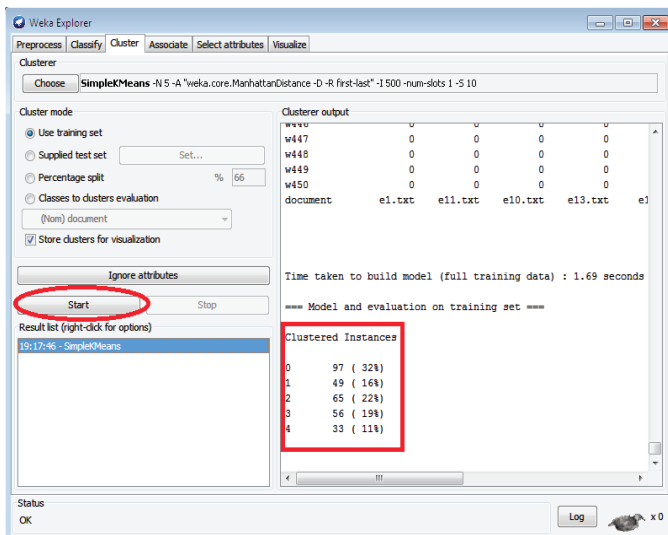 Weka Explorer
Preprocess Classify Cluster Associate Select attributes Visualize
Clusterer
Choose SimpleKMeans -N 5 -A "weka.core.ManhattanDistance -D -R first-last" -I 500 -num-slots 1 -S 10
Cluster mode
Use training set
Supplied test set Set...
Percentage split % 66
Classes to clusters evaluation
(Nom) document
Store clusters for visualization
Ignore attributes
Start Stop
Result list (right-click for options)
19:17:46 - SimpleKMeans
Clusterer output
w446 0 0 0 0
w447 0 0 0 0
w448 0 0 0 0
w449 0 0 0 0
w450 0 0 0 0
document e1.txt e11.txt e10.txt e13.txt e1
Time taken to build model (full training data) : 1.69 seconds
=== Model and evaluation on training set ===
Clustered Instances
0 97 ( 32%)
1 49 ( 16%)
2 65 ( 22%)
3 56 ( 19%)
4 33 ( 11%)
Status
OK
Log x 0